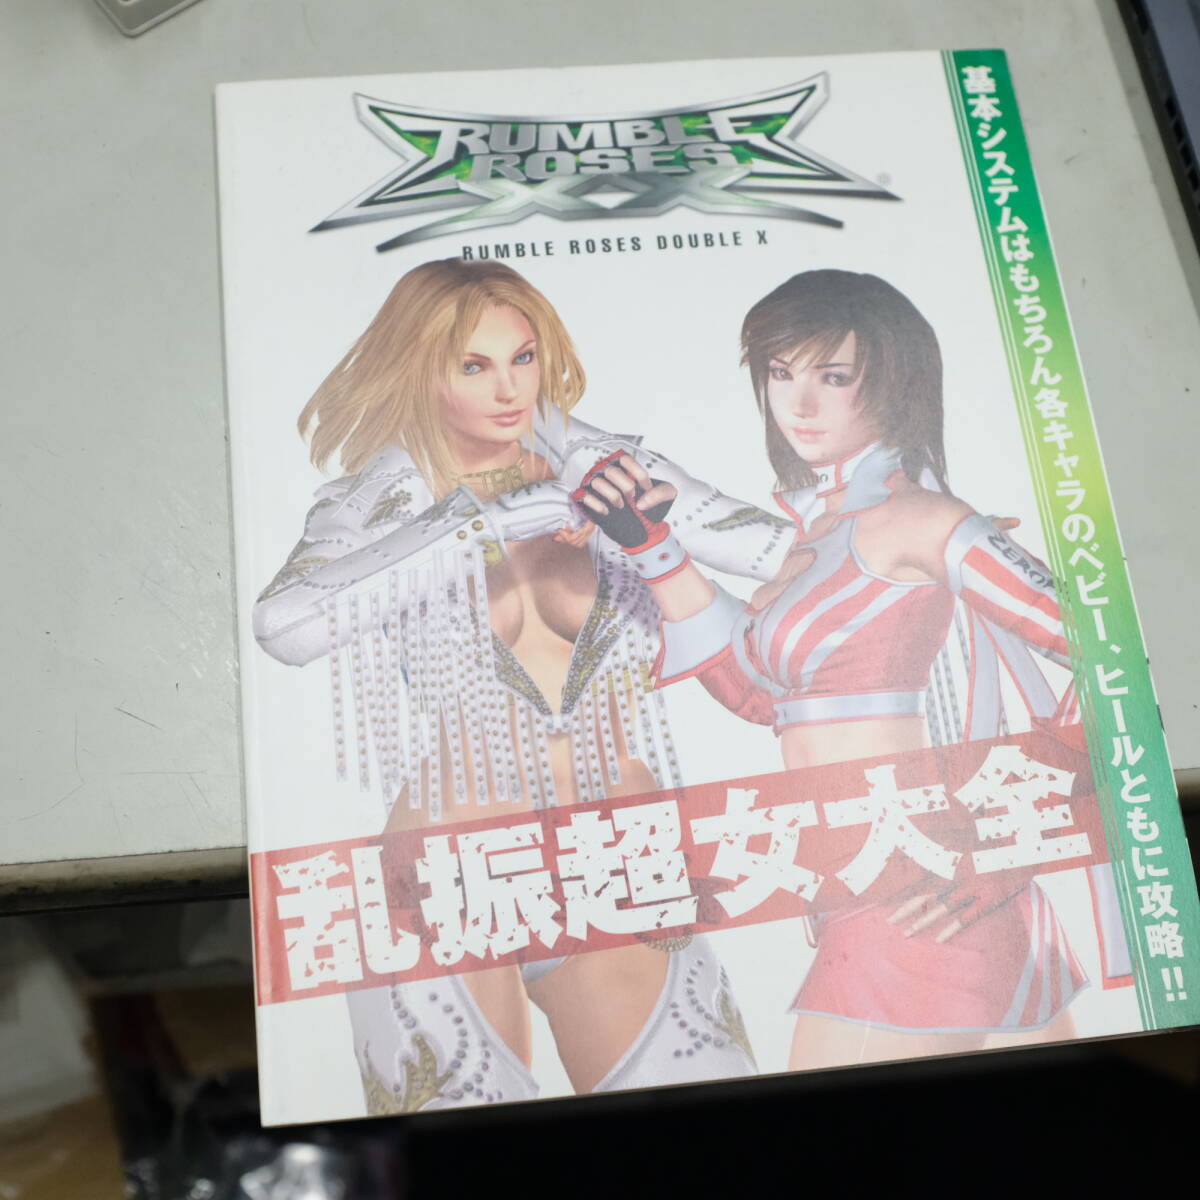 RUMBLE
ROSES
XX
®
RUMBLE ROSES DOUBLE X
基本システムはもちろん各キャラのベビー、ヒールともに攻略!!
乱振超女大全